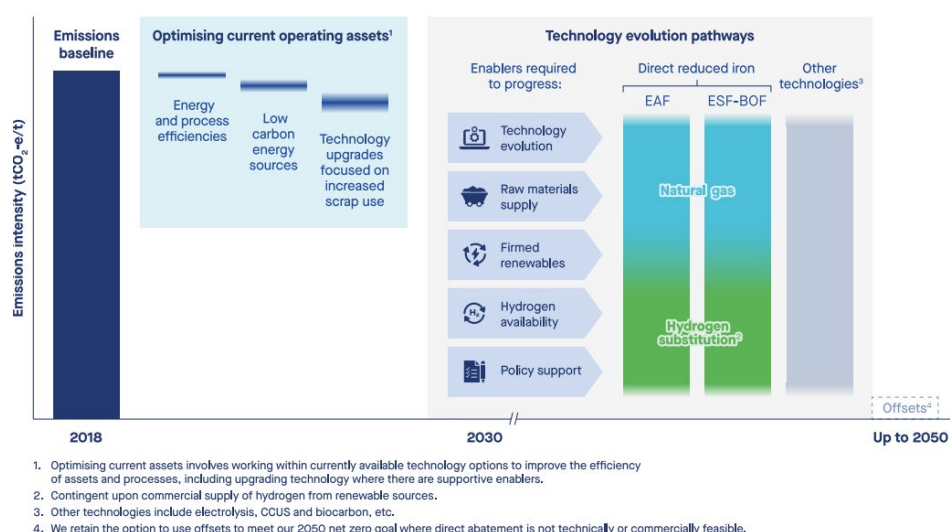 Emissions
baseline
Optimising current operating assets¹
Technology evolution pathways
Energy
and process
efficiencies
Low
carbon
energy
sources
Technology
upgrades
focused on
increased
scrap use
Enablers required
to progress:
Direct reduced iron
Other
technologies³
EAF
ESF-BOF
Technology
evolution
Raw materials
supply
Firmed
renewables
H₂
Hydrogen
availability
Policy support
Natural gas
Hydrogen
substitution²
Offsets⁴
Emissions intensity (tCO₂-e/t)
2018
2030
Up to 2050
1. Optimising current assets involves working within currently available technology options to improve the efficiency
of assets and processes, including upgrading technology where there are supportive enablers.
2. Contingent upon commercial supply of hydrogen from renewable sources.
3. Other technologies include electrolysis, CCUS and biocarbon, etc.
4. We retain the option to use offsets to meet our 2050 net zero goal where direct abatement is not technically or commercially feasible.